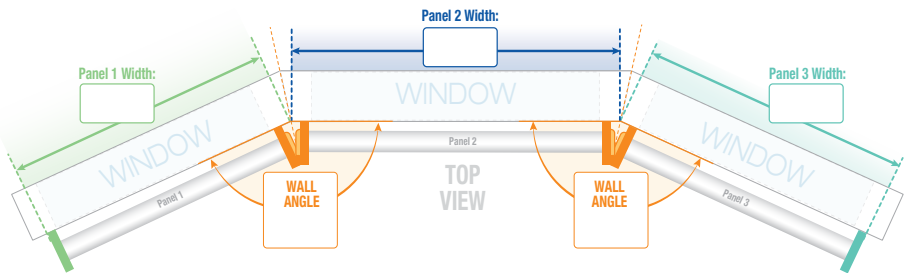 Panel 2 Width:
Panel 1 Width:
Panel 3 Width:
WINDOW
WINDOW
WINDOW
Panel 2
Panel 1
Panel 3
TOP
VIEW
WALL
ANGLE
WALL
ANGLE